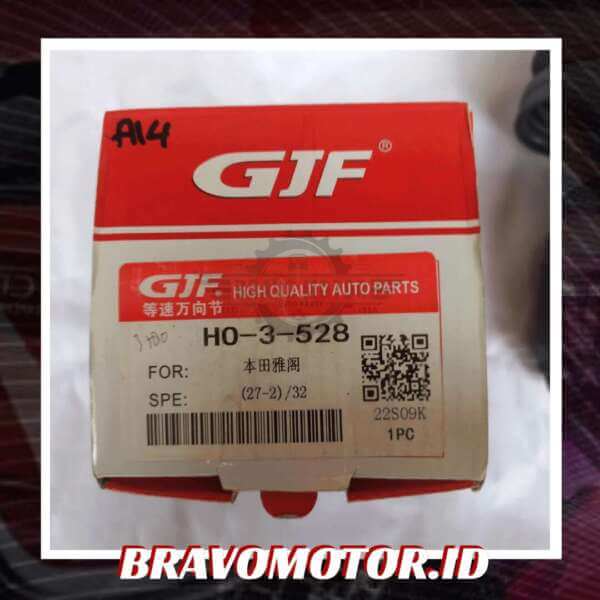 A14
GJF®
GJF HIGH QUALITY AUTO PARTS
等速万向节
HO-3-528
FOR: 本田雅阁
SPE: (27-2)/32
22S09K
1PC
BRAVOMOTOR.ID